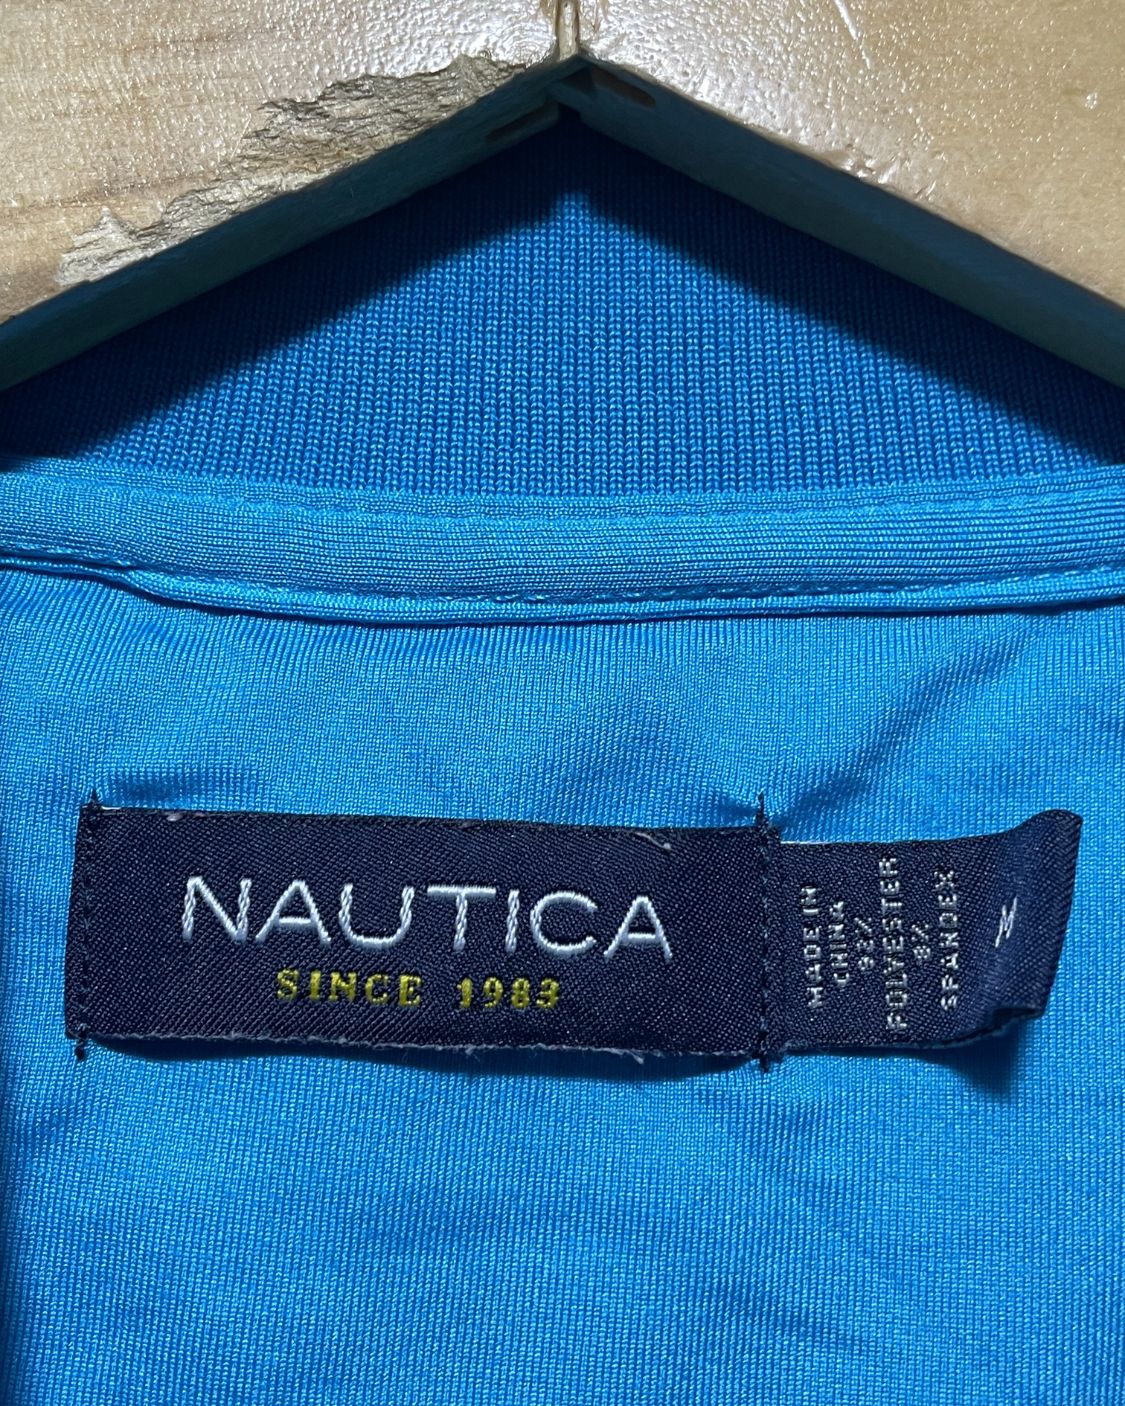 NAUTICA
SINCE 1983
MADE IN
CHINA
92%
POLYESTER
8%
SPANDEX
M